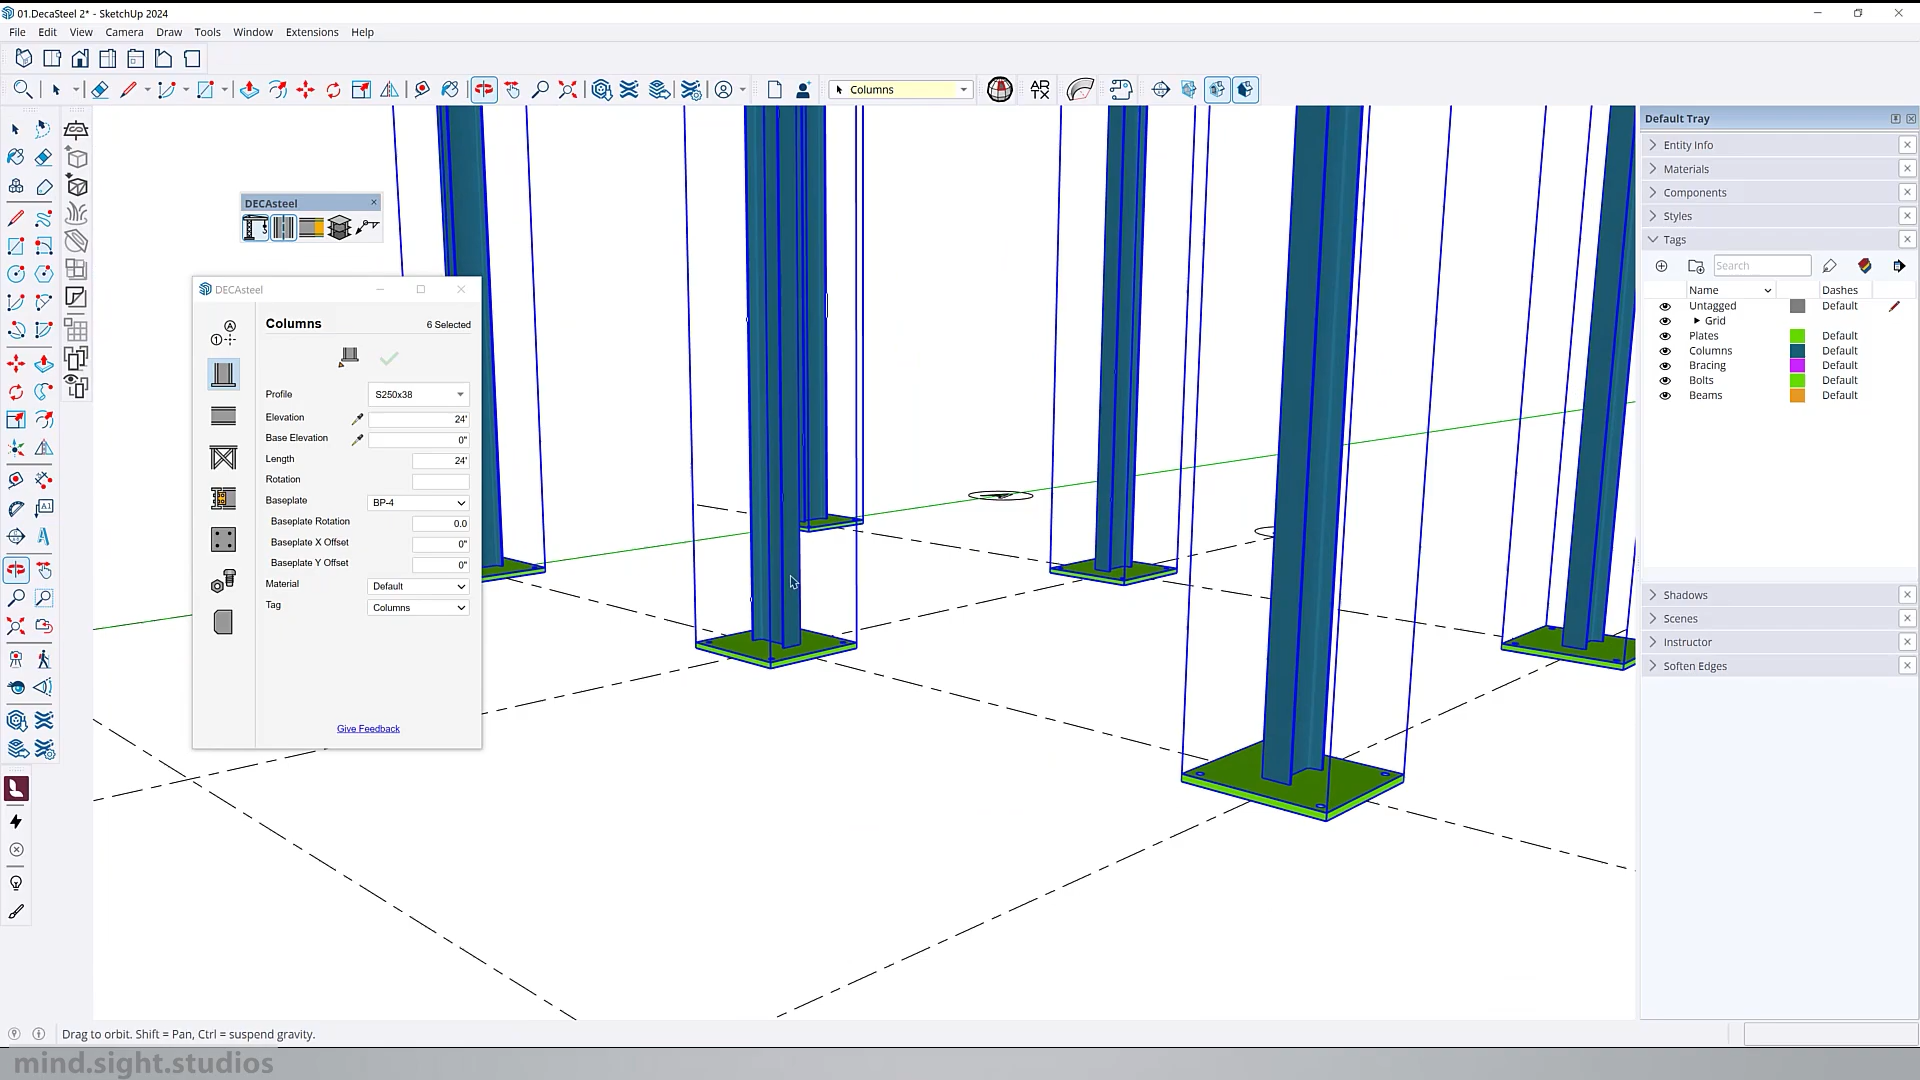 01.DecaSteel 2* - SketchUp 2024
File Edit View Camera Draw Tools Window Extensions Help
Columns
AR
TX
Default Tray
Entity Info
Materials
Components
Styles
Tags
Search
Name Dashes
Untagged Default
Grid
Plates Default
Columns Default
Bracing Default
Bolts Default
Beams Default
Shadows
Scenes
Instructor
Soften Edges
DECAsteel
DECAsteel
Columns 6 Selected
Profile S250x38
Elevation 24'
Base Elevation 0"
Length 24'
Rotation
Baseplate BP-4
Baseplate Rotation 0.0
Baseplate X Offset 0"
Baseplate Y Offset 0"
Material Default
Tag Columns
Give Feedback
Drag to orbit. Shift = Pan, Ctrl = suspend gravity.
mind.sight.studios